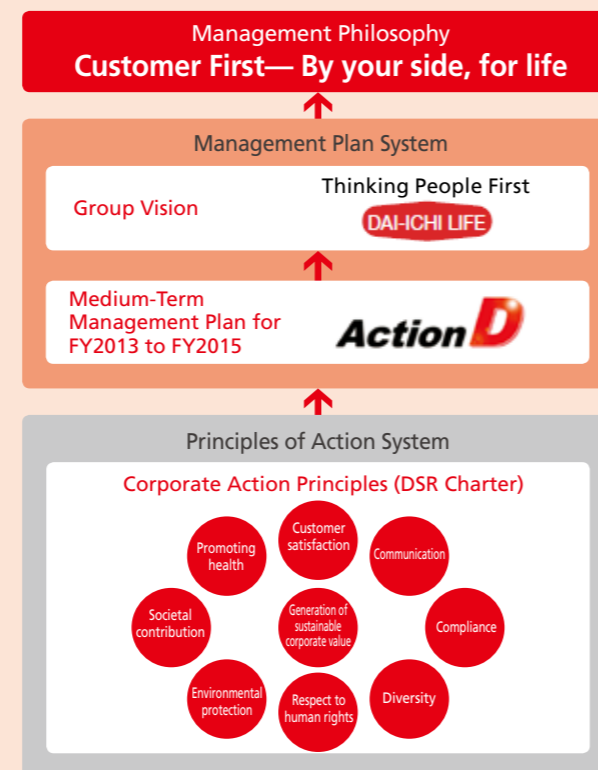 Management Philosophy
Customer First— By your side, for life
Management Plan System
Group Vision
Thinking People First
DAI-ICHI LIFE
Medium-Term
Management Plan for
FY2013 to FY2015
Action D
Principles of Action System
Corporate Action Principles (DSR Charter)
Customer
satisfaction
Promoting
health
Communication
Societal
contribution
Generation of
sustainable
corporate value
Compliance
Environmental
protection
Respect to
human rights
Diversity